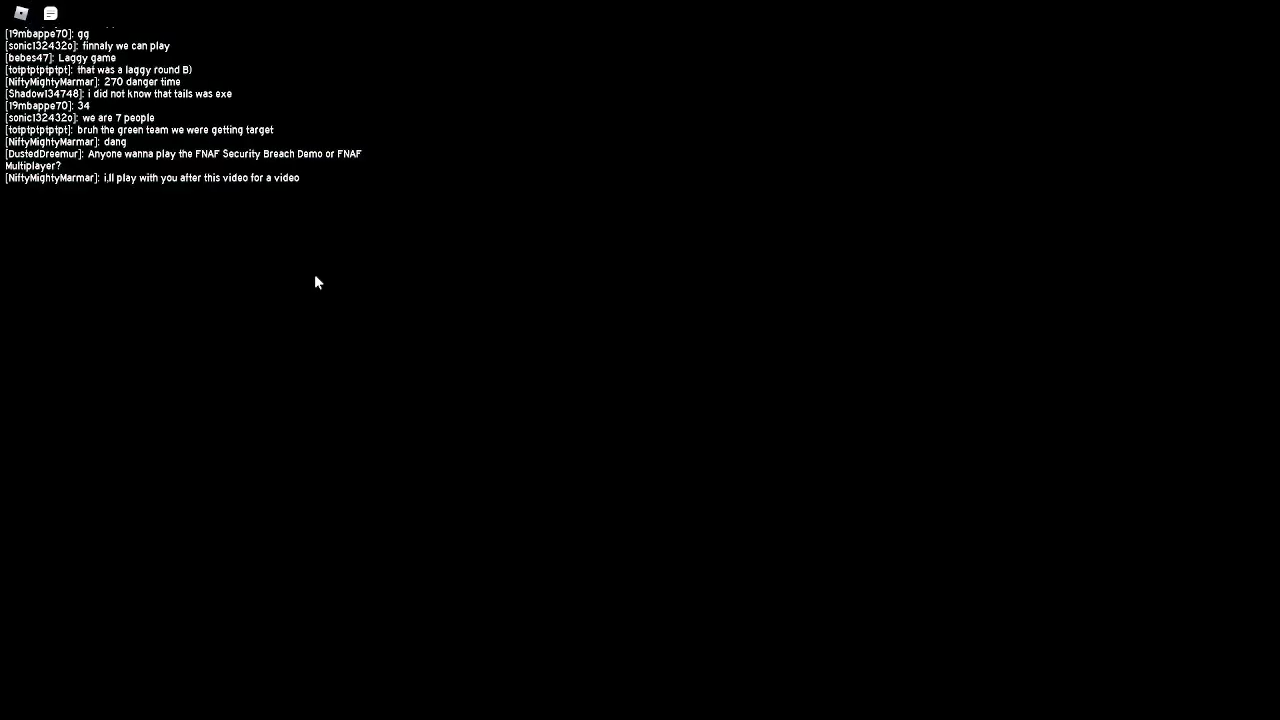 [19mbappe70]: gg
[sonic132432o]: finnaly we can play
[bebes47]: Laggy game
[totptptptptpt]: that was a laggy round B)
[NiftyMightyMarmar]: 270 danger time
[Shadow134748]: i did not know that tails was exe
[19mbappe70]: 34
[sonic132432o]: we are 7 people
[totptptptptpt]: bruh the green team we were getting target
[NiftyMightyMarmar]: dang
[DustedDreemur]: Anyone wanna play the FNAF Security Breach Demo or FNAF
Multiplayer?
[NiftyMightyMarmar]: i,ll play with you after this video for a video